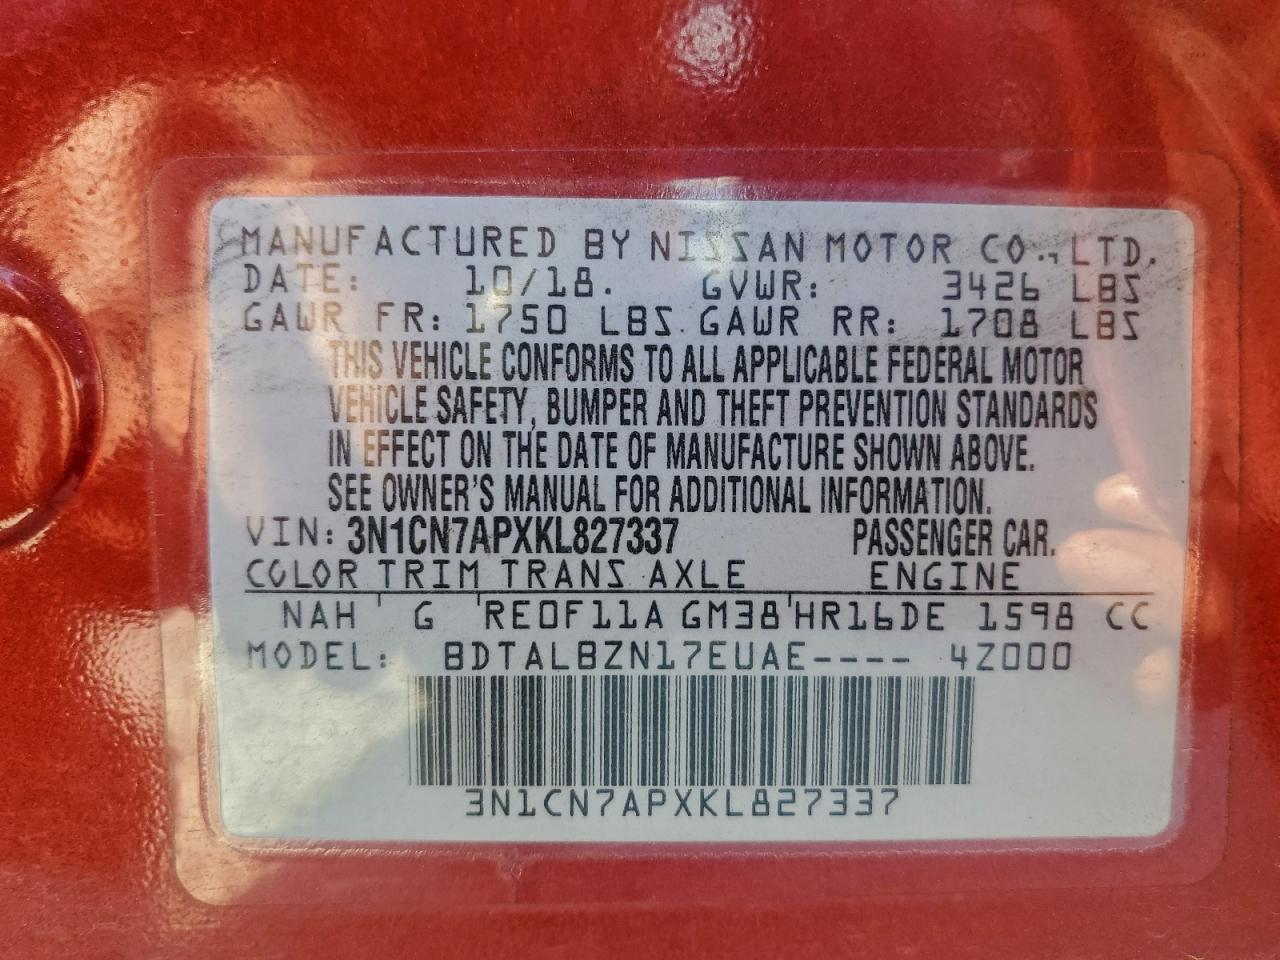 MANUFACTURED BY NISSAN MOTOR CO., LTD.
DATE: 10/18. GVWR: 3426 LBS
GAWR FR: 1750 LBS. GAWR RR: 1708 LBS
THIS VEHICLE CONFORMS TO ALL APPLICABLE FEDERAL MOTOR
VEHICLE SAFETY, BUMPER AND THEFT PREVENTION STANDARDS
IN EFFECT ON THE DATE OF MANUFACTURE SHOWN ABOVE.
SEE OWNER'S MANUAL FOR ADDITIONAL INFORMATION.
VIN: 3N1CN7APXKL827337 PASSENGER CAR.
COLOR TRIM TRANS AXLE ENGINE
NAH G RE0F11A GM38 HR16DE 1598 CC
MODEL: BDTALBZN17EUAE---- 4Z000
3N1CN7APXKL827337